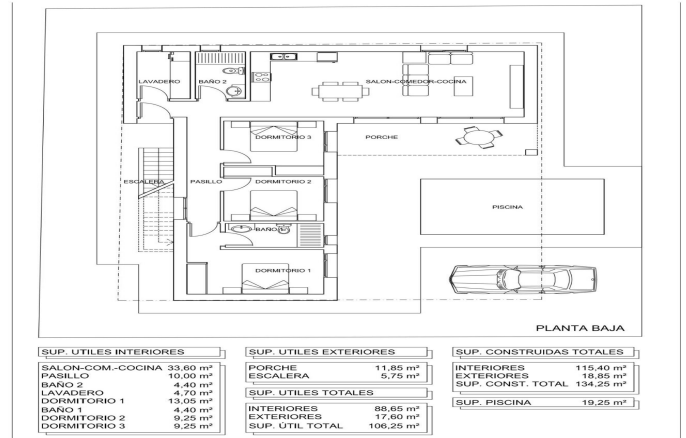 LAVADERO
BAÑO 2
SALON-COMEDOR-COCINA
DORMITORIO 3
PORCHE
ESCALERA
PASILLO
DORMITORIO 2
PISCINA
BAÑO 1
DORMITORIO 1
PLANTA BAJA
SUP. UTILES INTERIORES
SALON-COM.-COCINA 33,60 m²
PASILLO 10,00 m²
BAÑO 2 4,40 m²
LAVADERO 4,70 m²
DORMITORIO 1 13,05 m²
BAÑO 1 4,40 m²
DORMITORIO 2 9,25 m²
DORMITORIO 3 9,25 m²
SUP. UTILES EXTERIORES
PORCHE 11,85 m²
ESCALERA 5,75 m²
SUP. UTILES TOTALES
INTERIORES 88,65 m²
EXTERIORES 17,60 m²
SUP. ÚTIL TOTAL 106,25 m²
SUP. CONSTRUIDAS TOTALES
INTERIORES 115,40 m²
EXTERIORES 18,85 m²
SUP. CONST. TOTAL 134,25 m²
SUP. PISCINA 19,25 m²